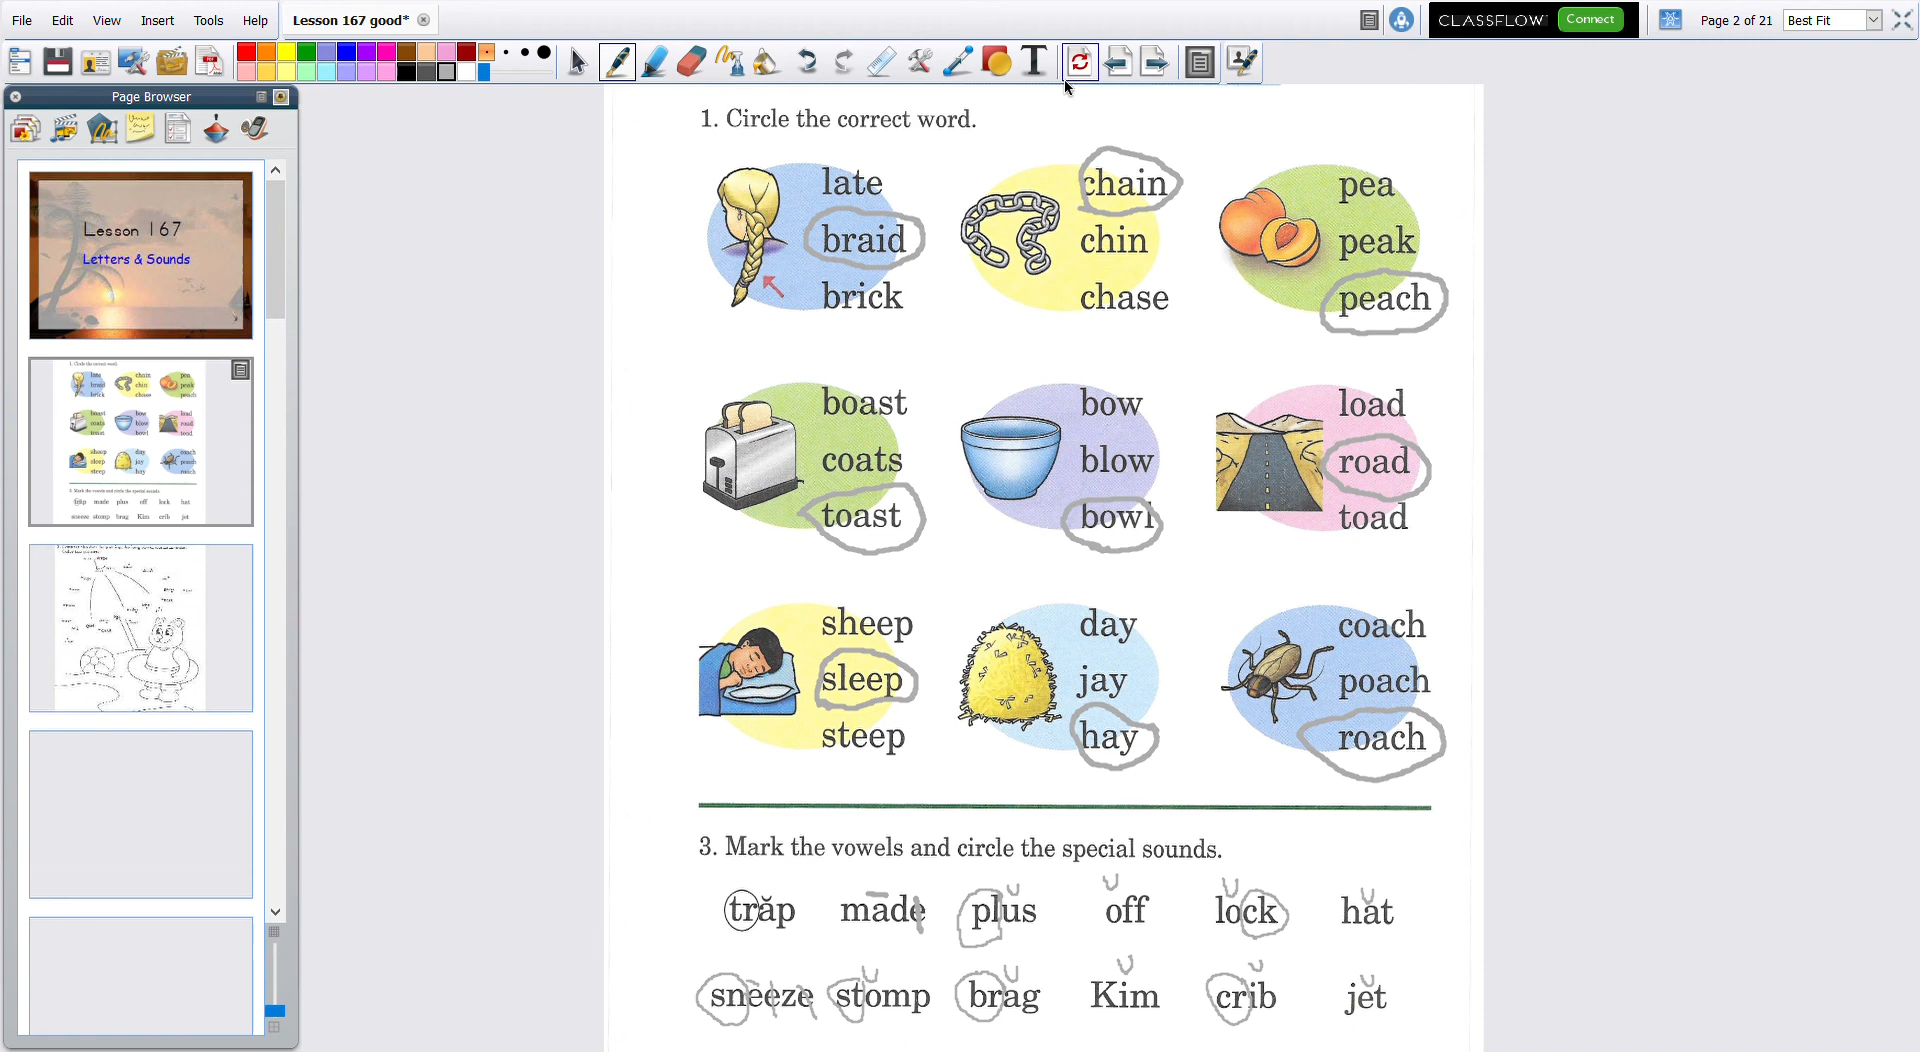 File Edit View Insert Tools Help
Lesson 167 good*
CLASSFLOW
Connect
Page 2 of 21
Best Fit
Page Browser
Lesson 167
Letters & Sounds
1. Circle the correct word.
late
braid
brick
chain
chin
chase
pea
peak
peach
boast
coats
toast
bow
blow
bowl
load
road
toad
sheep
sleep
steep
day
jay
hay
coach
poach
roach
3. Mark the vowels and circle the special sounds.
trăp made plus off lock hat
sneeze stomp brag Kim crib jet